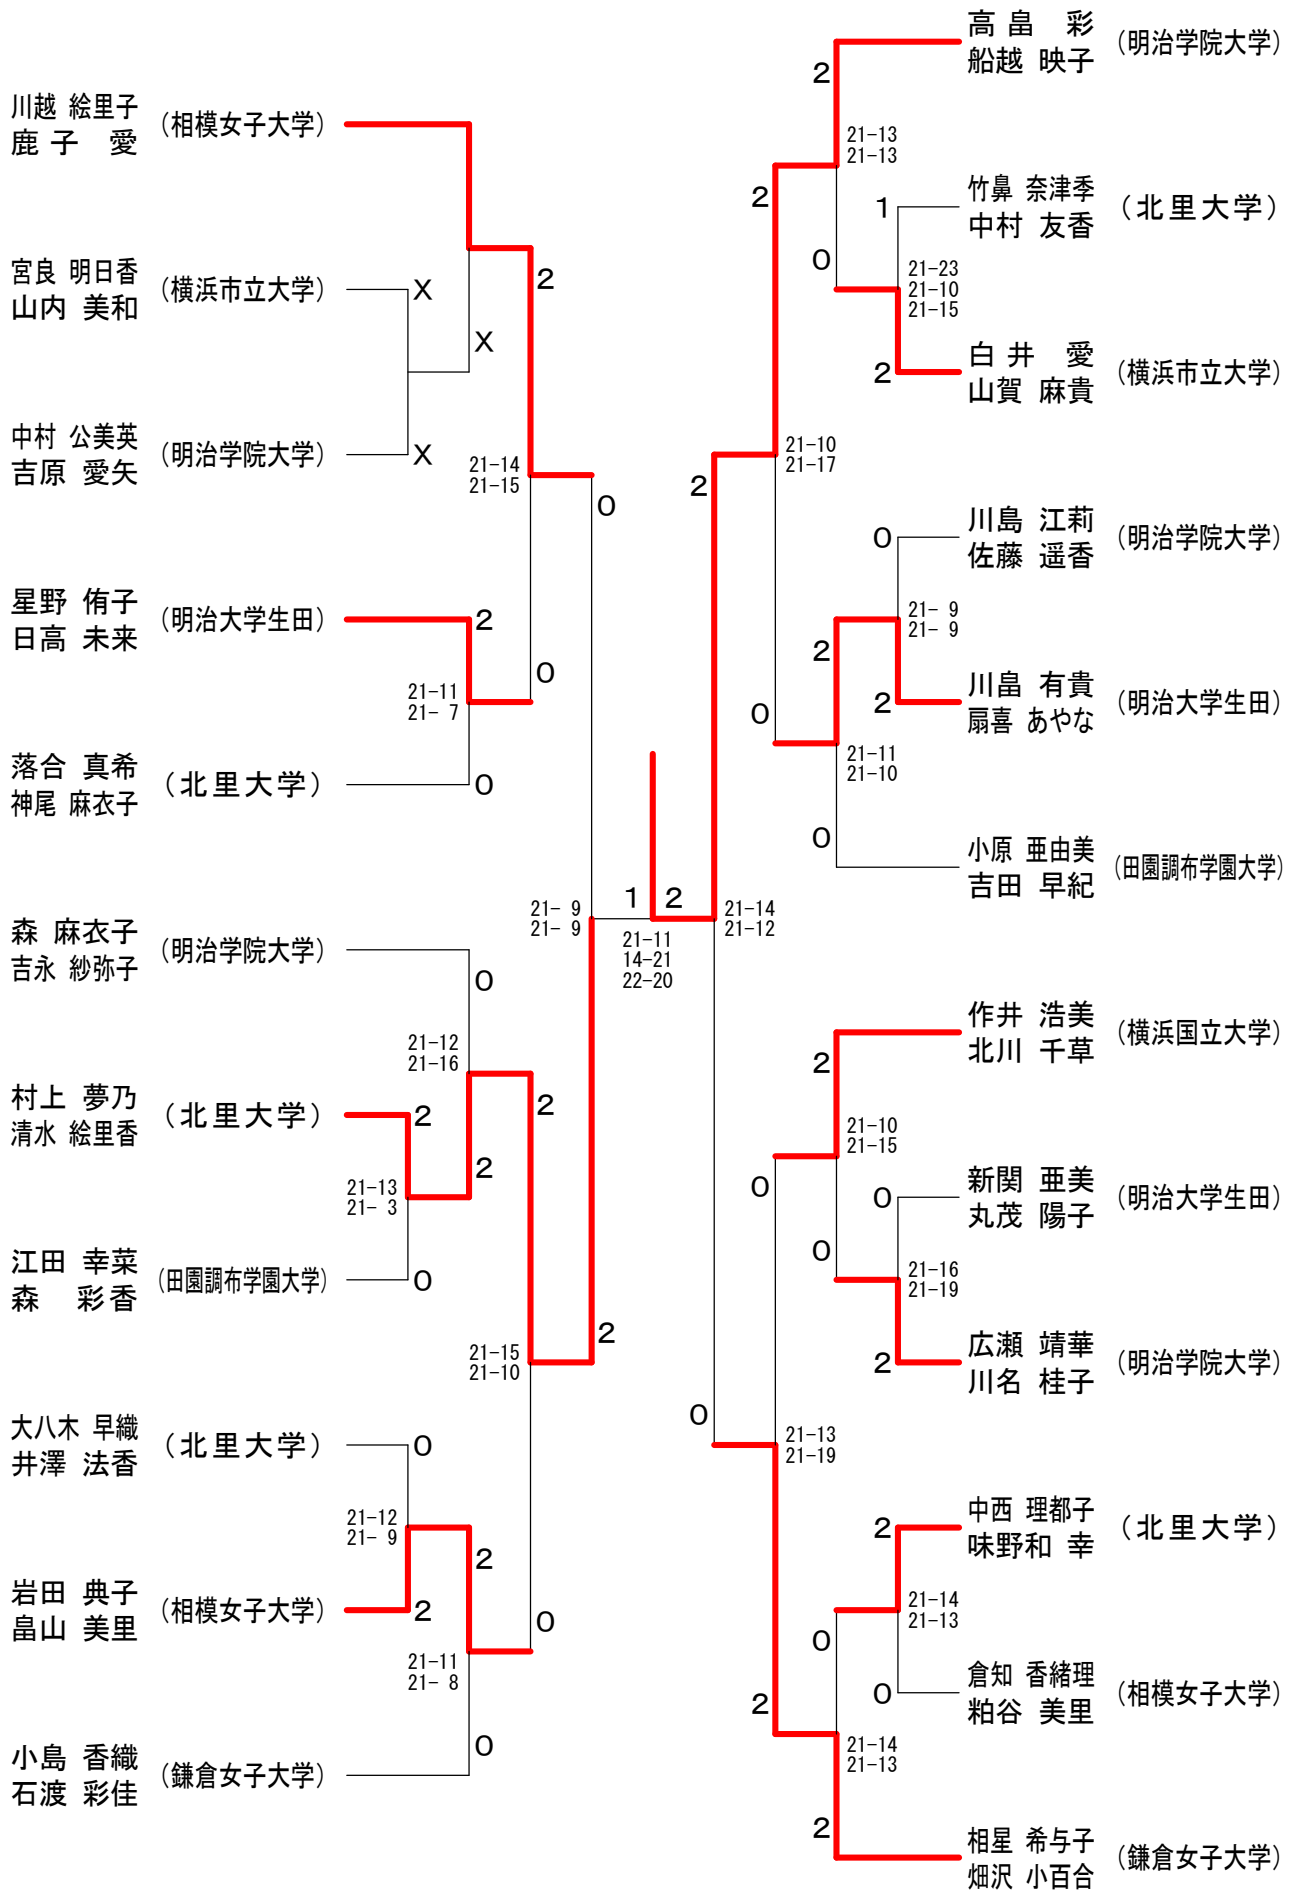 川越 絵里子
鹿子 愛
(相模女子大学)
宮良 明日香
山内 美和
(横浜市立大学)
X
X
中村 公美英
吉原 愛矢
(明治学院大学)
X
2
21-14
21-15
0
星野 侑子
日高 未来
(明治大学生田)
2
21-11
21- 7
0
落合 真希
神尾 麻衣子
(北里大学)
0
森 麻衣子
吉永 紗弥子
(明治学院大学)
0
21-12
21-16
村上 夢乃
清水 絵里香
(北里大学)
2
2
2
21-13
21- 3
江田 幸菜
森 彩香
(田園調布学園大学)
0
21-15
21-10
2
大八木 早織
井澤 法香
(北里大学)
0
21-12
21- 9
2
岩田 典子
畠山 美里
(相模女子大学)
2
0
21-11
21- 8
小島 香織
石渡 彩佳
(鎌倉女子大学)
0
21- 9
21- 9
1
2
21-11
14-21
22-20
21-14
21-12
高畠 彩
船越 映子
(明治学院大学)
2
21-13
21-13
2
竹鼻 奈津季
中村 友香
(北里大学)
1
0
21-23
21-10
21-15
白井 愛
山賀 麻貴
(横浜市立大学)
2
21-10
21-17
2
川島 江莉
佐藤 遥香
(明治学院大学)
0
21- 9
21- 9
2
川畠 有貴
扇喜 あやな
(明治大学生田)
2
0
21-11
21-10
小原 亜由美
吉田 早紀
(田園調布学園大学)
0
作井 浩美
北川 千草
(横浜国立大学)
2
21-10
21-15
0
新関 亜美
丸茂 陽子
(明治大学生田)
0
0
21-16
21-19
広瀬 靖華
川名 桂子
(明治学院大学)
2
0
21-13
21-19
中西 理都子
味野和 幸
(北里大学)
2
21-14
21-13
0
倉知 香緒理
粕谷 美里
(相模女子大学)
0
2
21-14
21-13
相星 希与子
畑沢 小百合
(鎌倉女子大学)
2